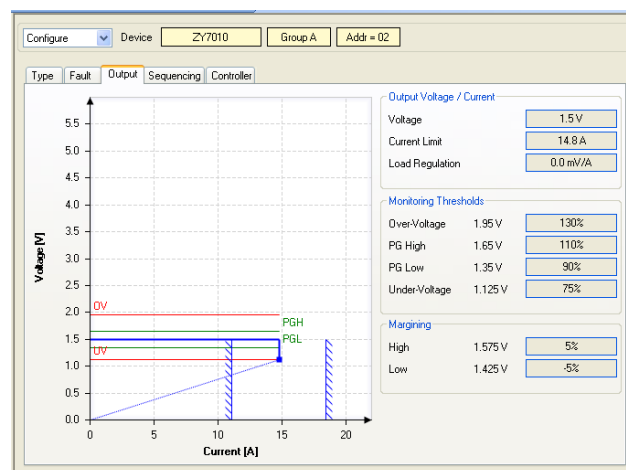 Configure Device ZY7010 Group A Addr = 02
Type Fault Output Sequencing Controller
Output Voltage / Current
Voltage 1.5 V
Current Limit 14.8 A
Load Regulation 0.0 mV/A
Monitoring Thresholds
Over-Voltage 1.95 V 130%
PG High 1.65 V 110%
PG Low 1.35 V 90%
Under-Voltage 1.125 V 75%
Margining
High 1.575 V 5%
Low 1.425 V -5%
Voltage [V]
5.5
5.0
4.5
4.0
3.5
3.0
2.5
2.0
1.5
1.0
0.5
0.0
OV
PGH
PGL
UV
0 5 10 15 20
Current [A]